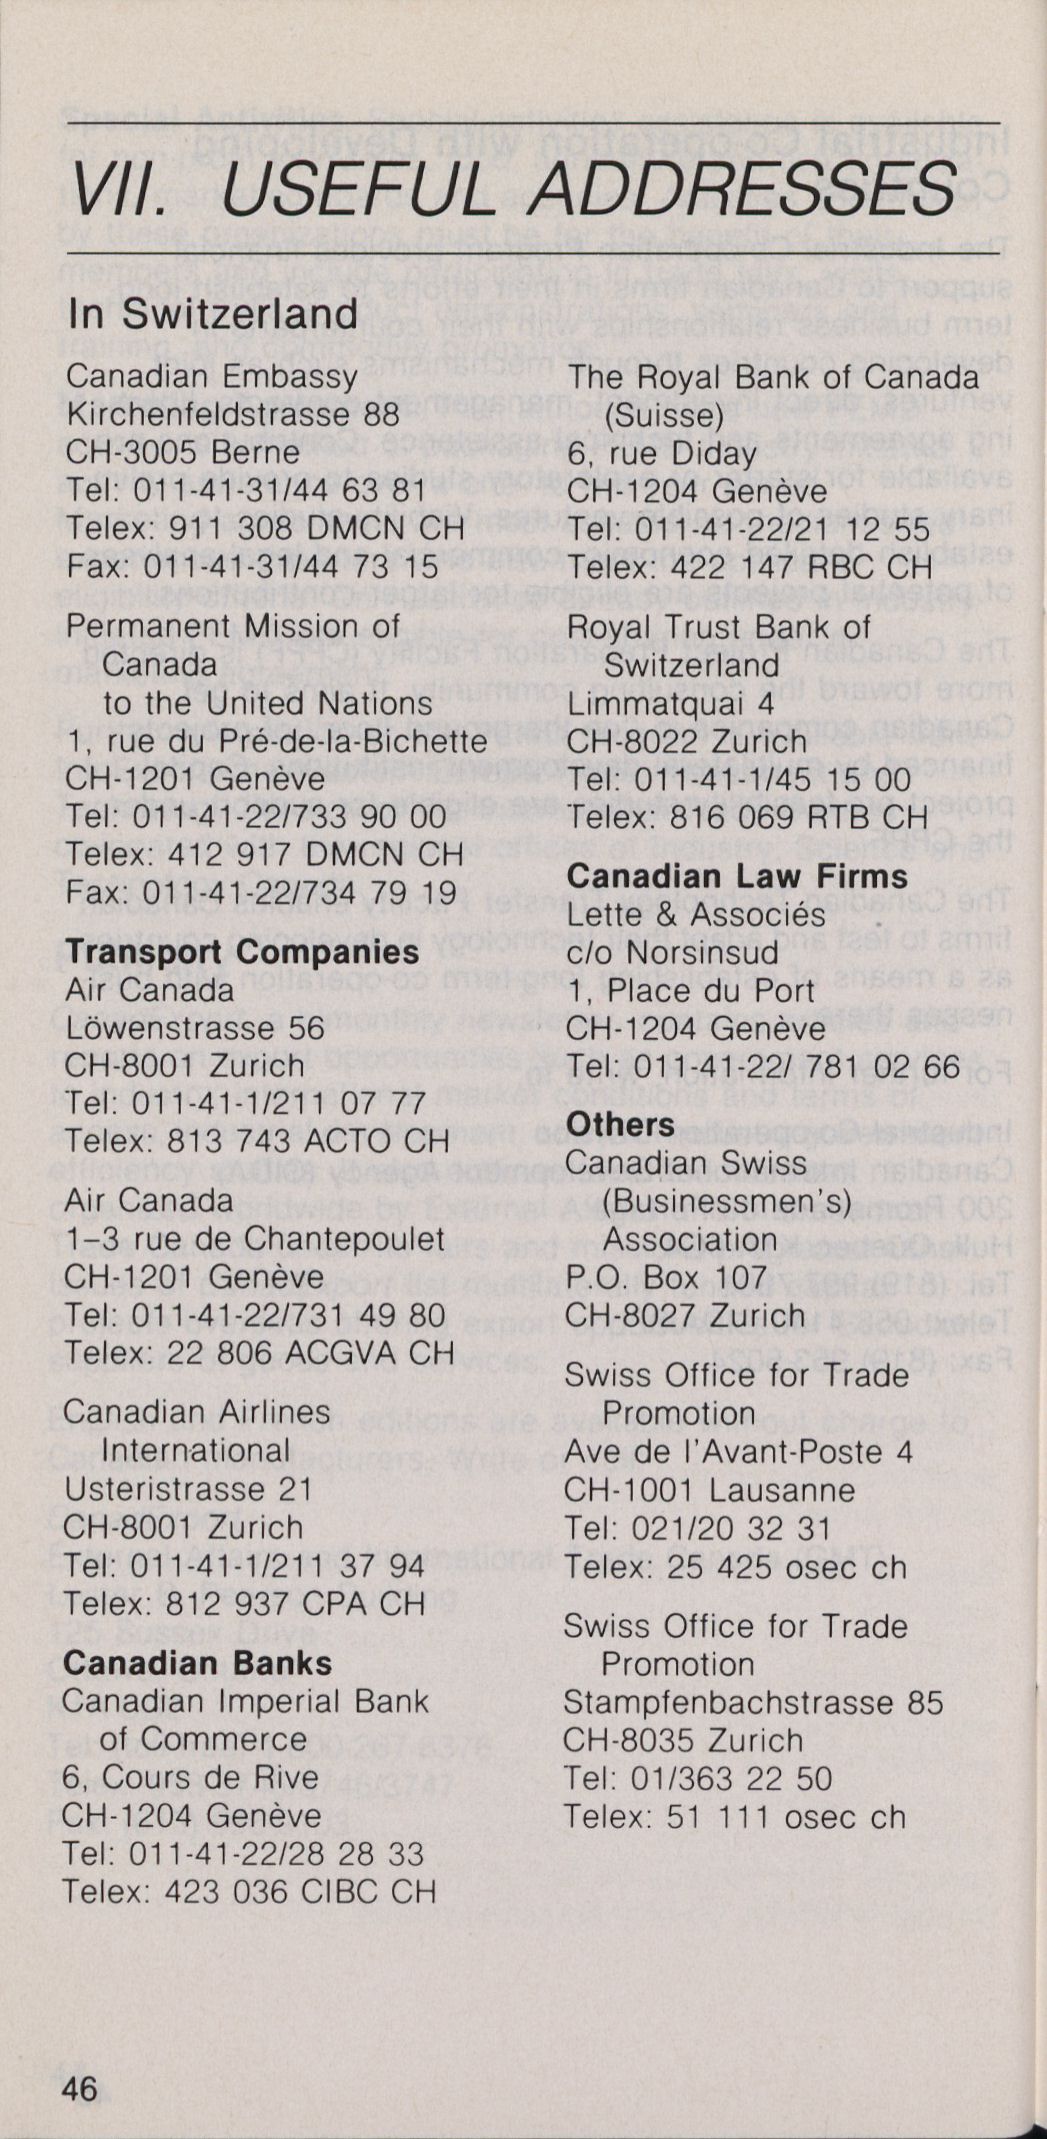 VII. USEFUL ADDRESSES
In Switzerland
Canadian Embassy
Kirchenfeldstrasse 88
CH-3005 Berne
Tel: 011-41-31/44 63 81
Telex: 911 308 DMCN CH
Fax: 011-41-31/44 73 15
Permanent Mission of
Canada
to the United Nations
1, rue du Pré-de-la-Bichette
CH-1201 Genève
Tel: 011-41-22/733 90 00
Telex: 412 917 DMCN CH
Fax: 011-41-22/734 79 19
Transport Companies
Air Canada
Löwenstrasse 56
CH-8001 Zurich
Tel: 011-41-1/211 07 77
Telex: 813 743 ACTO CH
Air Canada
1–3 rue de Chantepoulet
CH-1201 Genève
Tel: 011-41-22/731 49 80
Telex: 22 806 ACGVA CH
Canadian Airlines
International
Usteristrasse 21
CH-8001 Zurich
Tel: 011-41-1/211 37 94
Telex: 812 937 CPA CH
Canadian Banks
Canadian Imperial Bank
of Commerce
6, Cours de Rive
CH-1204 Genève
Tel: 011-41-22/28 28 33
Telex: 423 036 CIBC CH
The Royal Bank of Canada
(Suisse)
6, rue Diday
CH-1204 Genève
Tel: 011-41-22/21 12 55
Telex: 422 147 RBC CH
Royal Trust Bank of
Switzerland
Limmatquai 4
CH-8022 Zurich
Tel: 011-41-1/45 15 00
Telex: 816 069 RTB CH
Canadian Law Firms
Lette & Associés
c/o Norsinsud
1, Place du Port
CH-1204 Genève
Tel: 011-41-22/ 781 02 66
Others
Canadian Swiss
(Businessmen's)
Association
P.O. Box 107
CH-8027 Zurich
Swiss Office for Trade
Promotion
Ave de l'Avant-Poste 4
CH-1001 Lausanne
Tel: 021/20 32 31
Telex: 25 425 osec ch
Swiss Office for Trade
Promotion
Stampfenbachstrasse 85
CH-8035 Zurich
Tel: 01/363 22 50
Telex: 51 111 osec ch
46